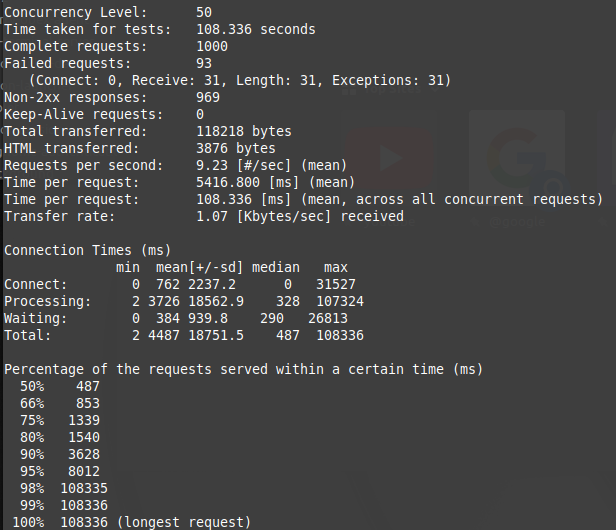 Concurrency Level:      50
Time taken for tests:   108.336 seconds
Complete requests:      1000
Failed requests:        93
   (Connect: 0, Receive: 31, Length: 31, Exceptions: 31)
Non-2xx responses:      969
Keep-Alive requests:    0
Total transferred:      118218 bytes
HTML transferred:       3876 bytes
Requests per second:    9.23 [#/sec] (mean)
Time per request:       5416.800 [ms] (mean)
Time per request:       108.336 [ms] (mean, across all concurrent requests)
Transfer rate:          1.07 [Kbytes/sec] received
Connection Times (ms)
              min  mean[+/-sd] median   max
Connect:        0  762 2237.2      0   31527
Processing:     2 3726 18562.9    328  107324
Waiting:        0  384 939.8    290   26813
Total:          2 4487 18751.5    487  108336
Percentage of the requests served within a certain time (ms)
  50%    487
  66%    853
  75%   1339
  80%   1540
  90%   3628
  95%   8012
  98%  108335
  99%  108336
 100%  108336 (longest request)